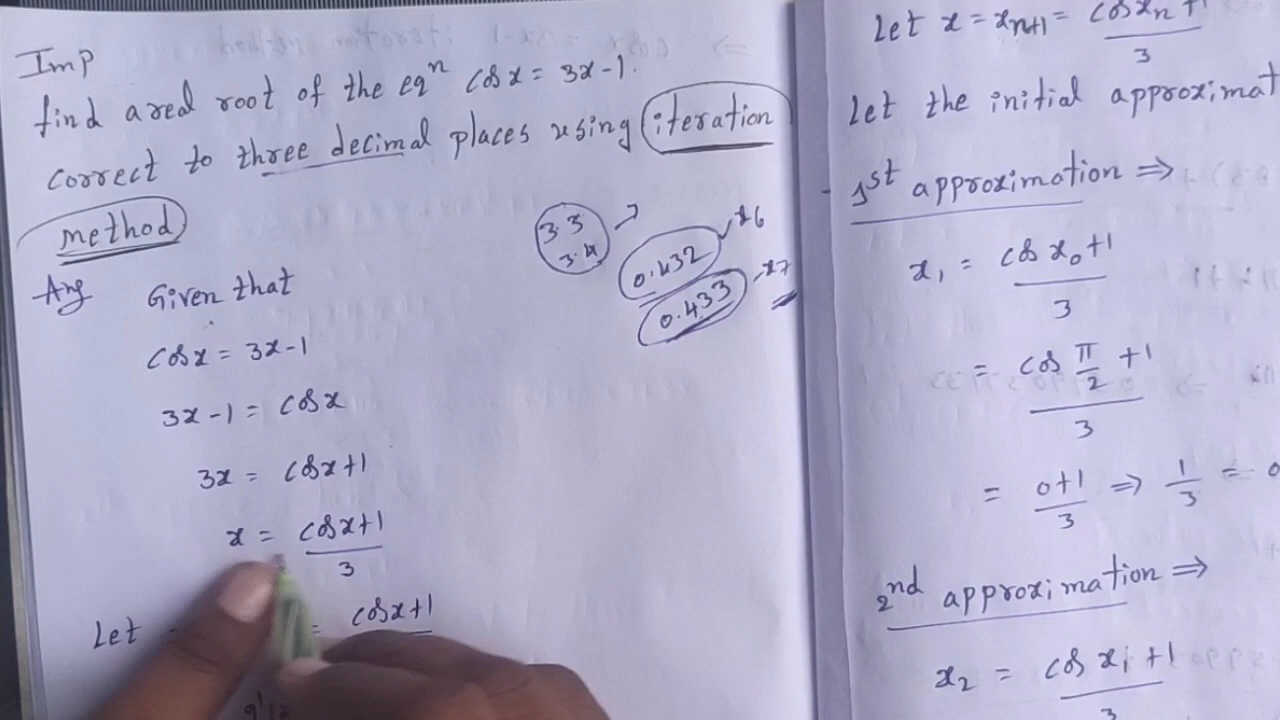 Imp
find a real root of the eqⁿ cos x = 3x-1.
correct to three decimal places using iteration
method
3.3
3.4
0.432 x6
0.433 x7
Ans Given that
cos x = 3x-1
3x-1 = cos x
3x = cos x+1
x = cos x+1
3
Let = cos x+1
Let x = xₙ₊₁ = cos xₙ+1
3
Let the initial approximat
1st approximation ⇒
x₁ = cos x₀+1
3
= cos π/2 +1
3
= 0+1/3 ⇒ 1/3 = 0
2nd approximation ⇒
x₂ = cos x₁+1
3